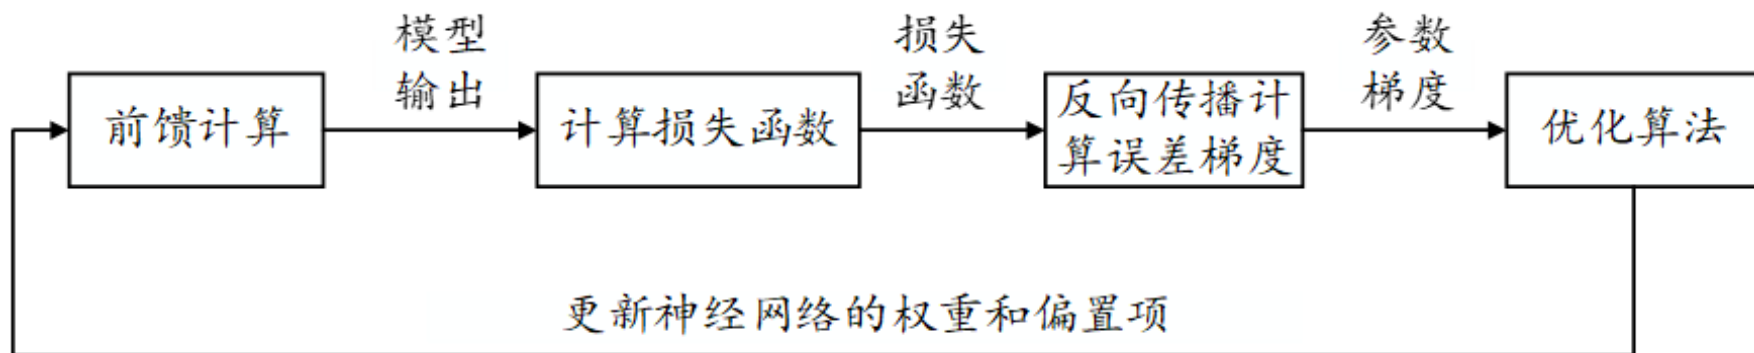 前馈计算
模型
输出
计算损失函数
损失
函数
反向传播计
算误差梯度
参数
梯度
优化算法
更新神经网络的权重和偏置项